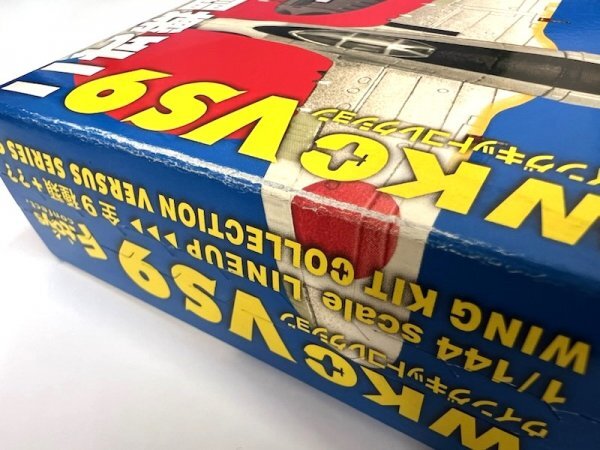 イングキットコレクション
WKC VS9
ウイングキットコレクション
WKC VS9 F-toys
1/144 scale LINEUP▶▶▶全9種類+?
WING KIT COLLECTION VERSUS SERIES